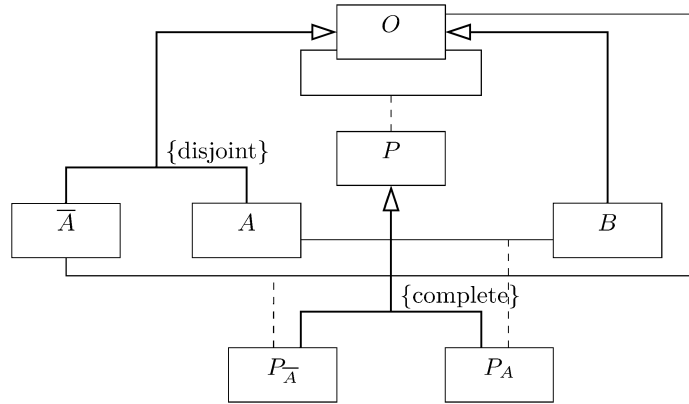 O
{disjoint}
P
A̅
A
B
{complete}
P_A̅
P_A